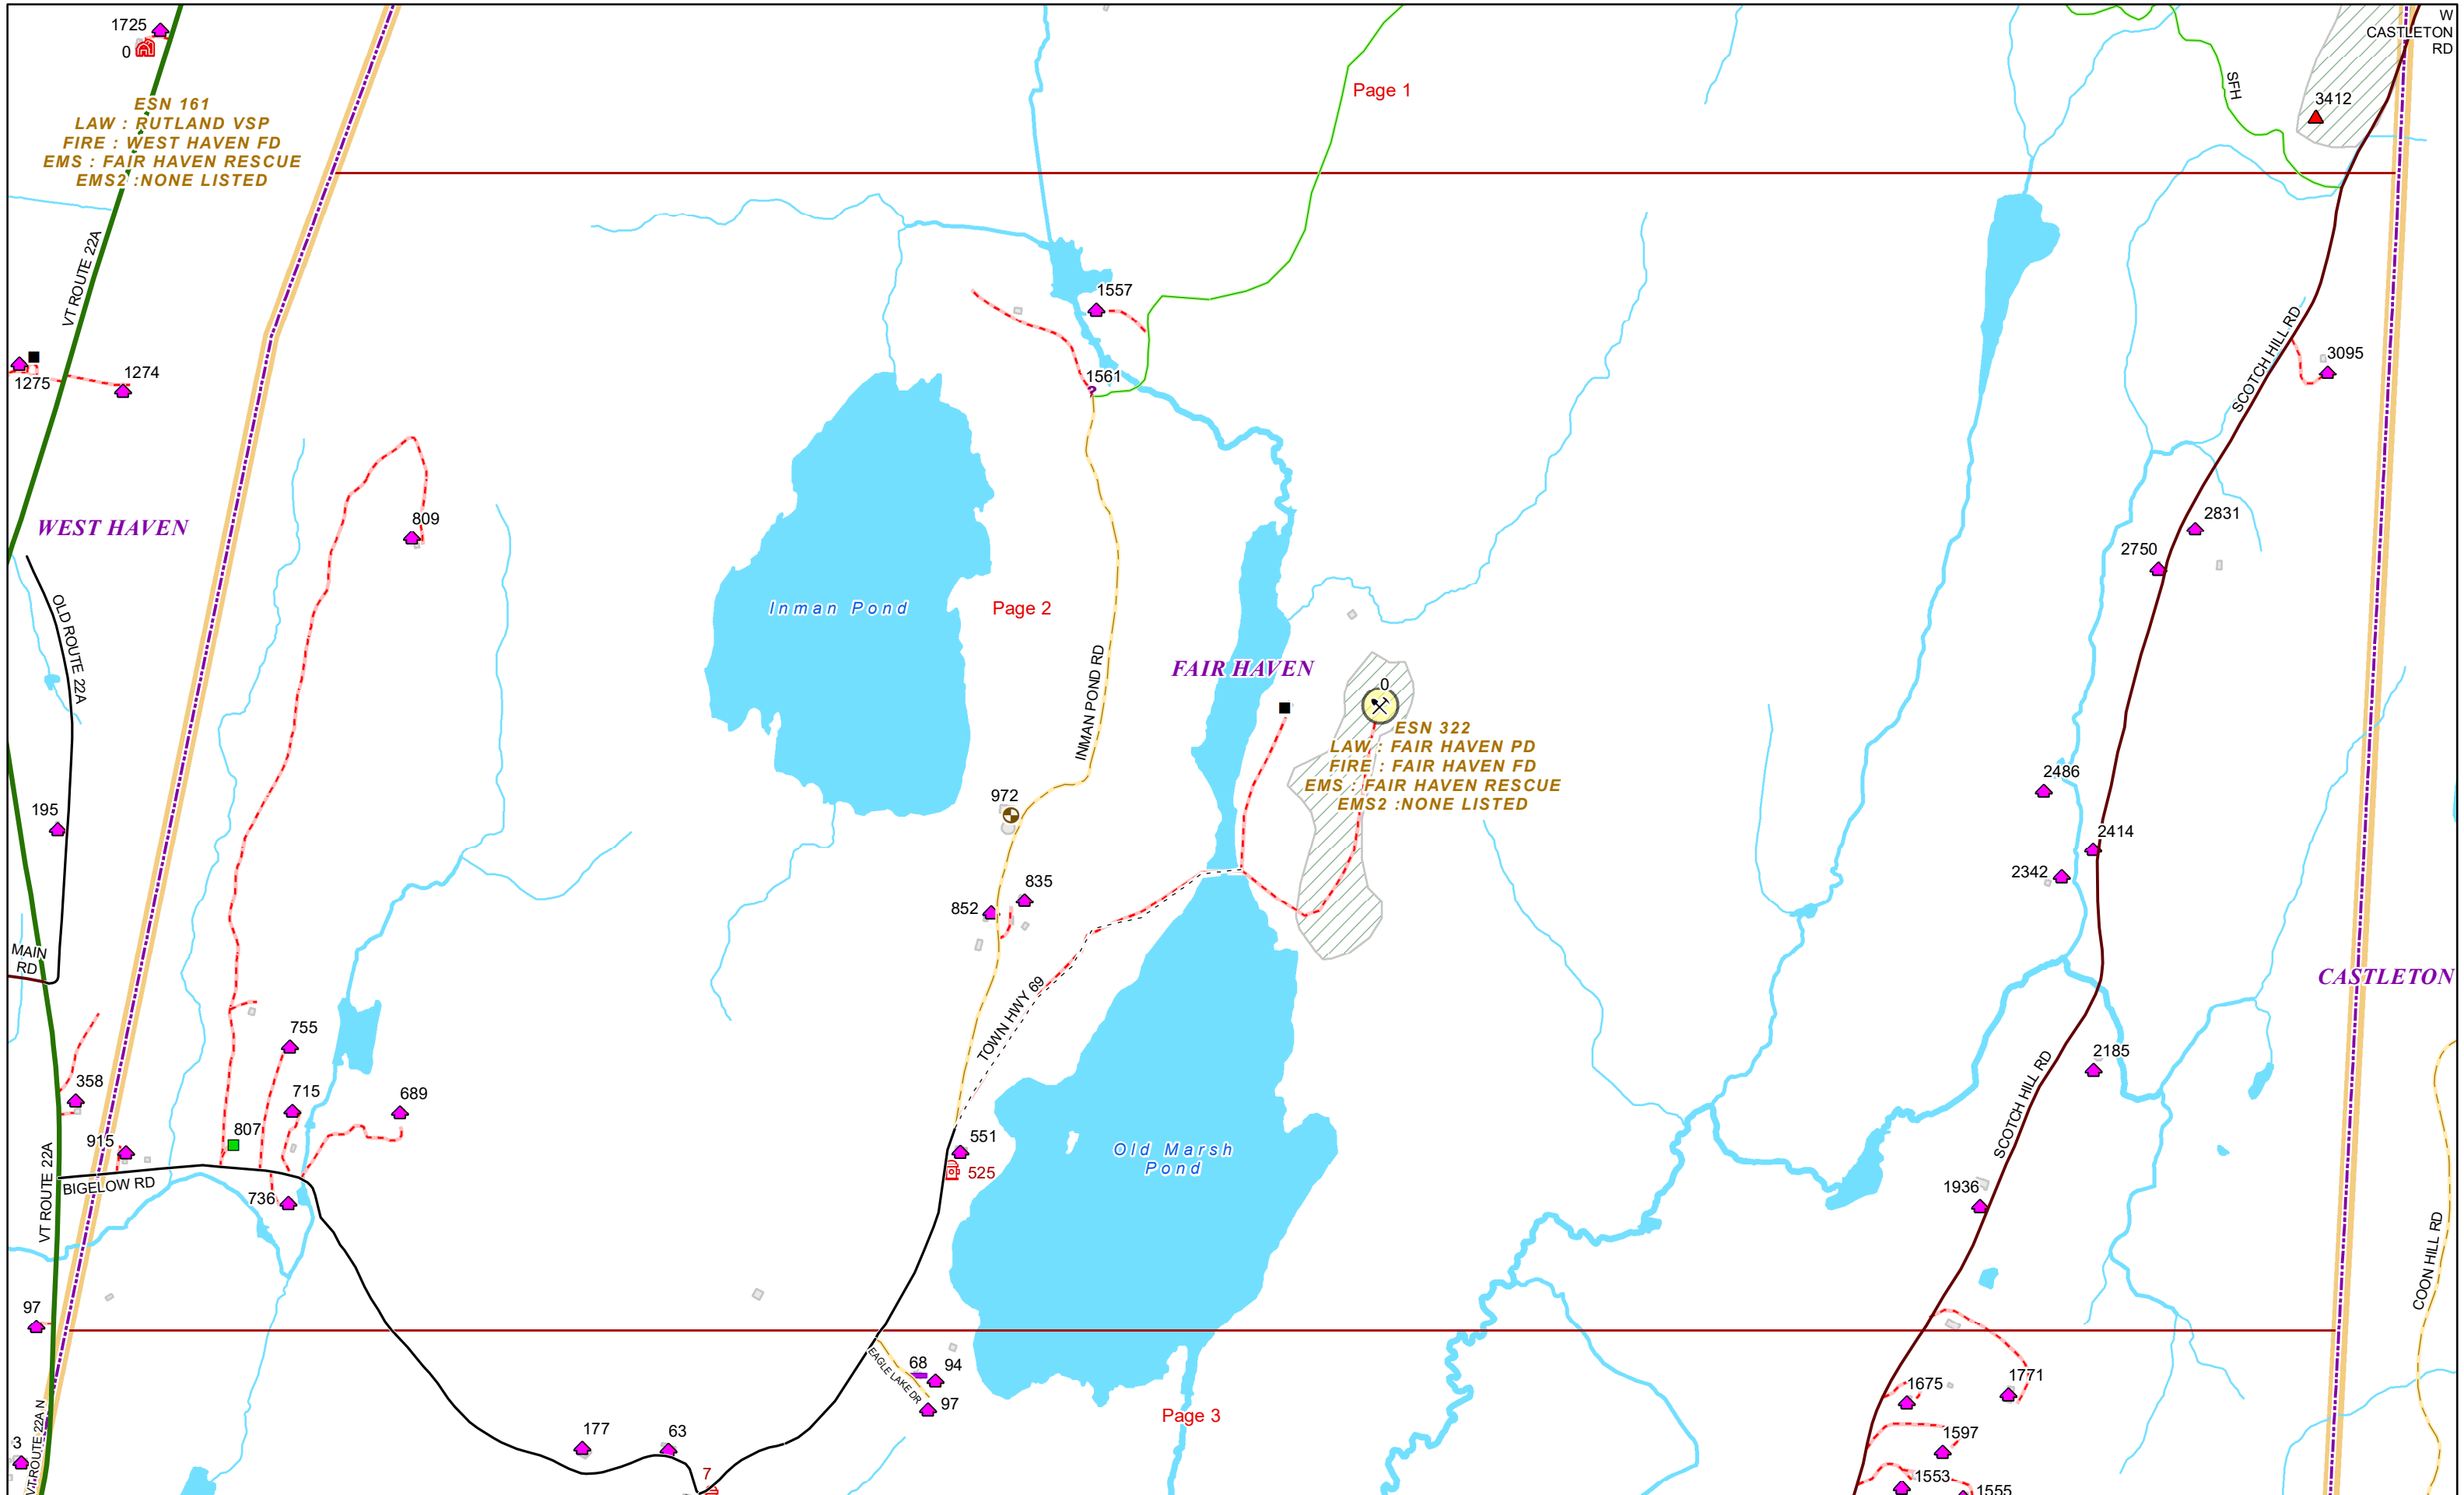 1725
0
W
CASTLETON
RD
Page 1
SFH
3412
ESN 161
LAW : RUTLAND VSP
FIRE : WEST HAVEN FD
EMS : FAIR HAVEN RESCUE
EMS2 :NONE LISTED
VT ROUTE 22A
1557
1275
1274
1561
?
SCOTCH HILL RD
3095
WEST HAVEN
809
2831
2750
OLD ROUTE 22A
Inman Pond
Page 2
INMAN POND RD
FAIR HAVEN
0
ESN 322
LAW : FAIR HAVEN PD
FIRE : FAIR HAVEN FD
EMS : FAIR HAVEN RESCUE
EMS2 :NONE LISTED
2486
972
195
2414
2342
835
852
MAIN
RD
CASTLETON
TOWN HWY 69
755
358
715
689
2185
SCOTCH HILL RD
807
915
551
525
Old Marsh
Pond
VT ROUTE 22A
BIGELOW RD
736
1936
COON HILL RD
97
EAGLE LAKE DR
68
94
97
1675
1771
Page 3
177
63
1597
VT ROUTE 22A N
3
7
1553
1555